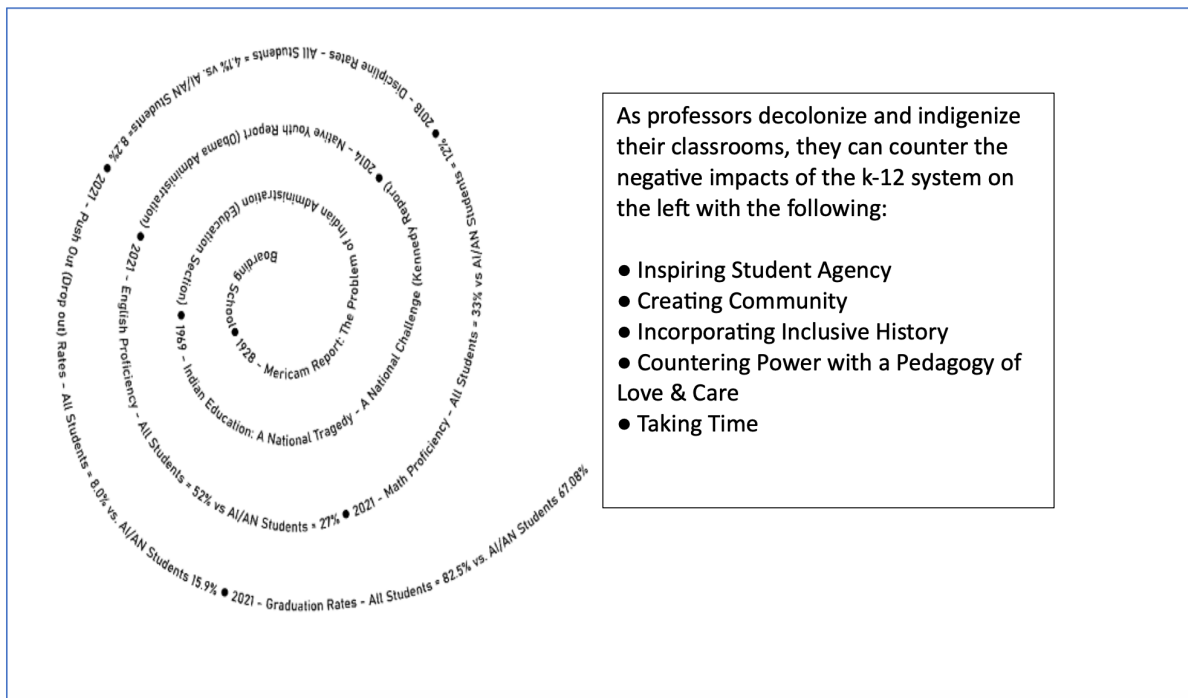 Boarding School ● 1928 - Mericam Report: The Problem of Indian Administration (Education Section) ● 1969 - Indian Education: A National Tragedy - A National Challenge (Kennedy Report) ● 2014 - Native Youth Report (Obama Administration) ● 2021 - English Proficiency - All Students = 52% vs AI/AN Students = 27% ● 2021 - Math Proficiency - All Students = 33% vs AI/AN Students = 12% ● 2018 - Discipline Rates - All Students = 4.1% vs. AI/AN Students= 8.2% ● 2021 - Push Out (Drop out) Rates - All Students = 8.0% vs. AI/AN Students 15.9% ● 2021 - Graduation Rates - All Students = 82.5% vs. AI/AN Students 67.08%
As professors decolonize and indigenize
their classrooms, they can counter the
negative impacts of the k-12 system on
the left with the following:
● Inspiring Student Agency
● Creating Community
● Incorporating Inclusive History
● Countering Power with a Pedagogy of
Love & Care
● Taking Time